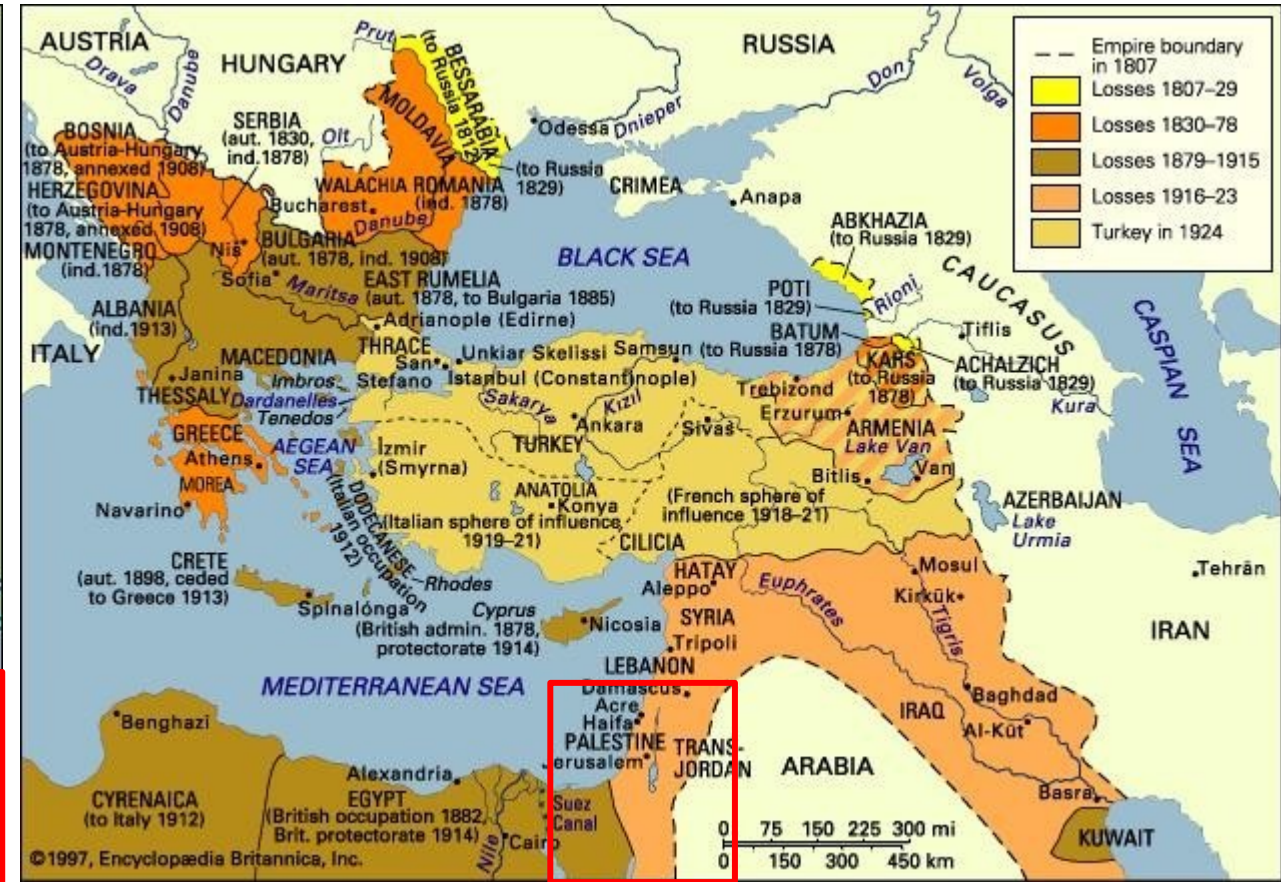 AUSTRIA
Drava
Danube
HUNGARY
Prut
BESSARABIA
(to Russia 1812)
MOLDAVIA
RUSSIA
Don
Volga
Dnieper
Odessa
Empire boundary
in 1807
Losses 1807–29
Losses 1830–78
Losses 1879–1915
Losses 1916–23
Turkey in 1924
BOSNIA
(to Austria-Hungary
1878, annexed 1908)
HERZEGOVINA
(to Austria-Hungary
1878, annexed 1908)
MONTENEGRO
(ind.1878)
SERBIA
(aut. 1830,
ind.1878)
Olt
WALACHIA
ROMANIA
(ind. 1878)
Bucharest
Danube
(to Russia
1829)
CRIMEA
Anapa
ABKHAZIA
(to Russia 1829)
CAUCASUS
Niš
BULGARIA
(aut. 1878, ind. 1908)
Sofia
Maritsa
EAST RUMELIA
(aut. 1878, to Bulgaria 1885)
BLACK SEA
POTI
(to Russia 1829)
Rioni
BATUM
(to Russia 1878)
Tiflis
CASPIAN
SEA
ALBANIA
(ind.1913)
ITALY
Adrianople (Edirne)
THRACE
San
Stefano
Unkiar Skelissi
Samsun
KARS
(to Russia
1878)
ACHALZICH
(to Russia 1829)
Kura
MACEDONIA
Janina
Imbros
Dardanelles
Tenedos
Istanbul (Constantinople)
Trebizond
THESSALY
Sakarya
Kızıl
Ankara
Sivas
Erzurum
ARMENIA
Lake Van
Van
Bitlis
GREECE
Athens
AEGEAN
SEA
İzmir
(Smyrna)
TURKEY
MOREA
Navarino
ANATOLIA
Konya
(Italian sphere of influence
1919–21)
(French sphere of
influence 1918–21)
AZERBAIJAN
Lake
Urmia
DODECANESE
(Italian occupation
1912)
CILICIA
CRETE
(aut. 1898, ceded
to Greece 1913)
Rhodes
Spinalónga
Cyprus
(British admin. 1878,
protectorate 1914)
Nicosia
HATAY
Aleppo
Euphrates
Mosul
Kirkūk
Tigris
Tehrān
SYRIA
Tripoli
IRAN
LEBANON
MEDITERRANEAN SEA
Damascus
Baghdad
Acre
Haifa
IRAQ
Al-Kūt
Benghazi
PALESTINE
Jerusalem
TRANS-
JORDAN
ARABIA
Alexandria
Basra
CYRENAICA
(to Italy 1912)
EGYPT
(British occupation 1882,
Brit. protectorate 1914)
Suez
Canal
Nile
Cairo
KUWAIT
0 75 150 225 300 mi
0 150 300 450 km
©1997, Encyclopædia Britannica, Inc.